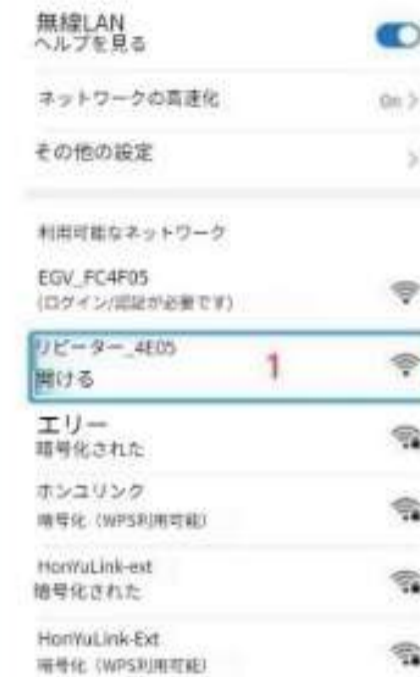 無線LAN
ヘルプを見る
ネットワークの高速化
On >
その他の設定
>
利用可能なネットワーク
EGV_FC4F05
(ログイン/認証が必要です)
リピーター_4E05
開ける
1
エリー
暗号化された
ホンユリンク
暗号化（WPS利用可能）
HonYuLink-ext
暗号化された
HonYuLink-Ext
暗号化（WPS利用可能）